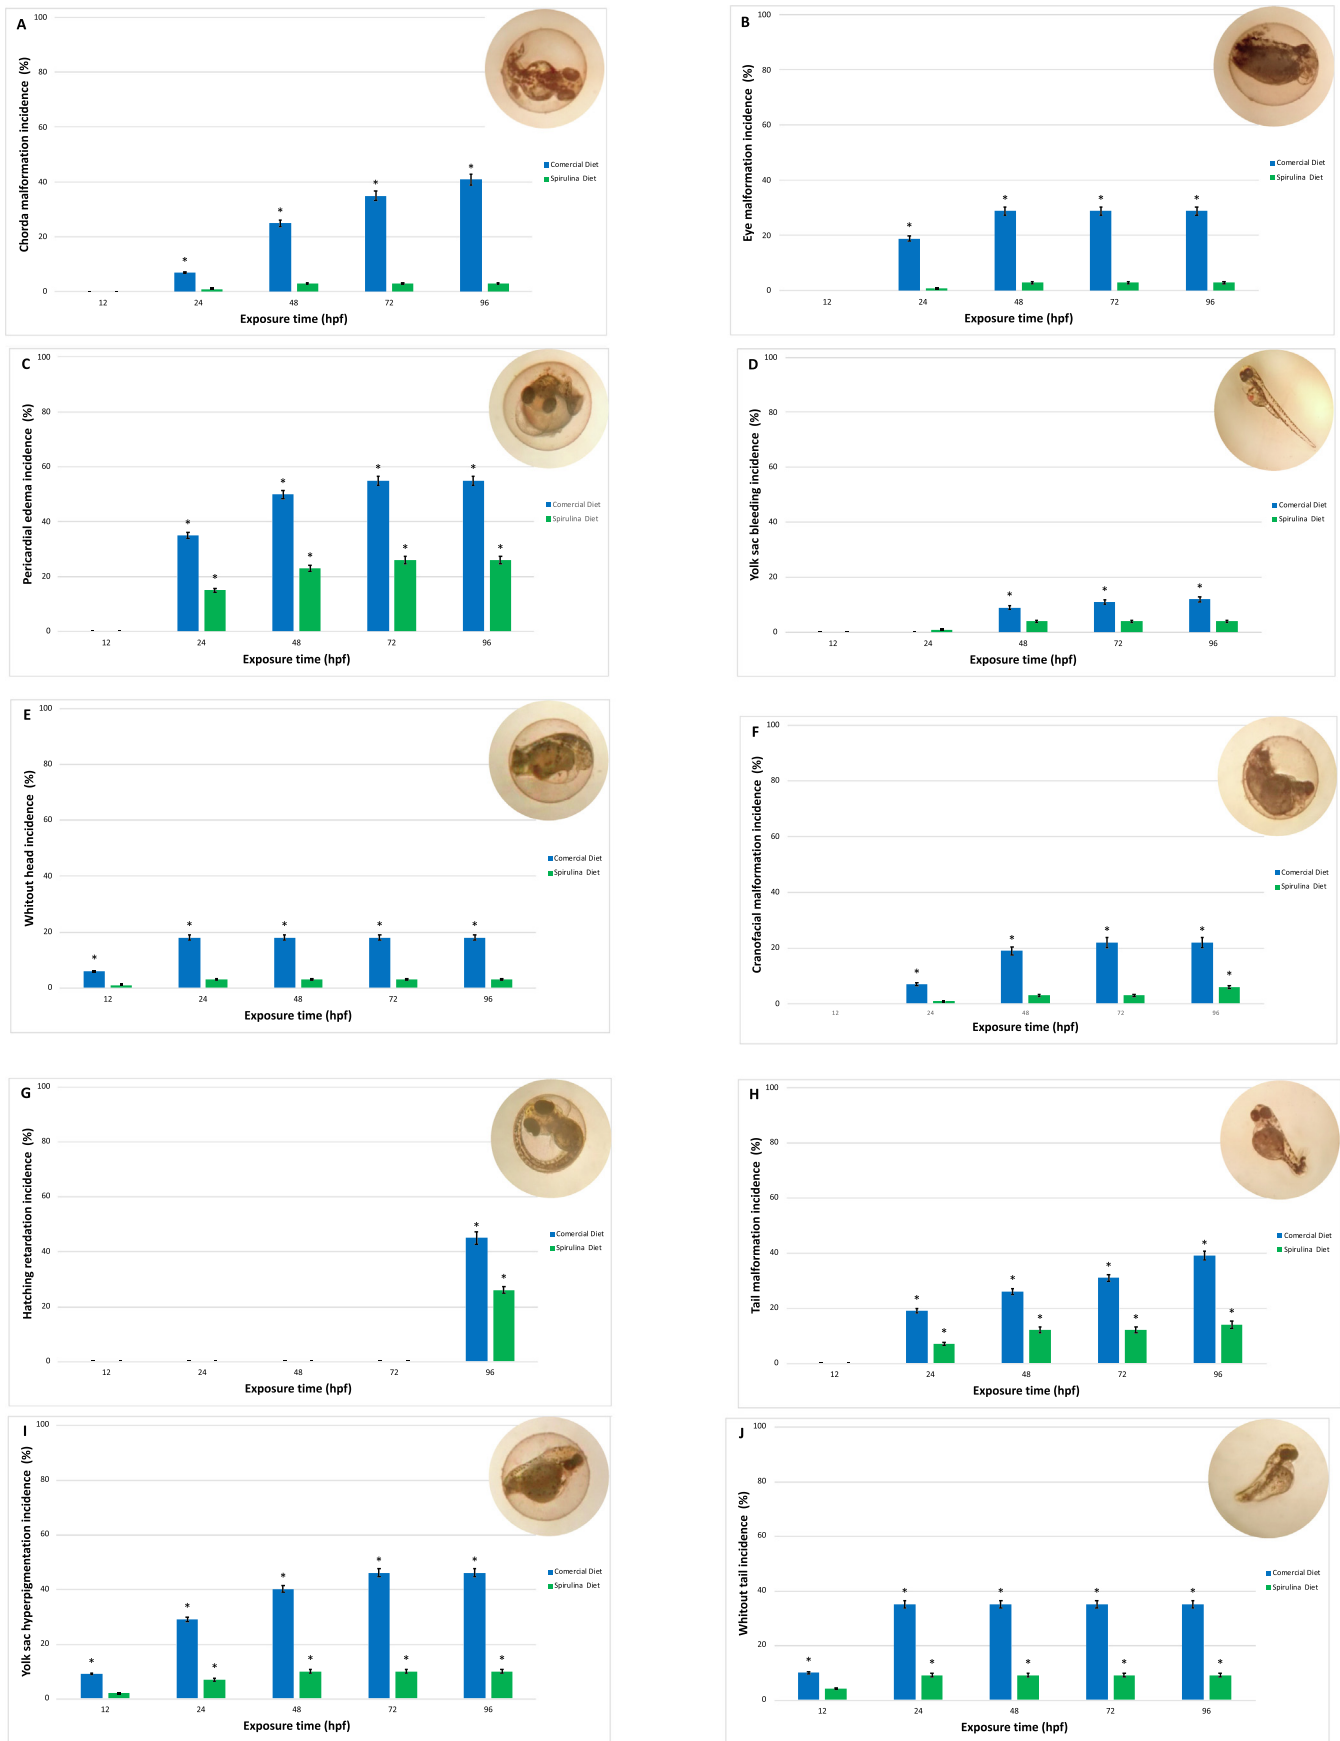 A
Chorda malformation incidence (%)
100
80
60
40
20
0
* * * *
12 24 48 72 96
Exposure time (hpf)
Comercial Diet
Spirulina Diet
B
Eye malformation incidence (%)
100
80
60
40
20
0
* * * *
12 24 48 72 96
Exposure time (hpf)
Comercial Diet
Spirulina Diet
C
Pericardial edema incidence (%)
100
80
60
40
20
0
* * * * * * * *
12 24 48 72 96
Exposure time (hpf)
Comercial Diet
Spirulina Diet
D
Yolk sac bleeding incidence (%)
100
80
60
40
20
0
* * *
12 24 48 72 96
Exposure time (hpf)
Comercial Diet
Spirulina Diet
E
Whitout head incidence (%)
100
80
60
40
20
0
* * * * *
12 24 48 72 96
Exposure time (hpf)
Comercial Diet
Spirulina Diet
F
Cranofacial malformation incidence (%)
100
80
60
40
20
0
* * * * *
12 24 48 72 96
Exposure time (hpf)
Comercial Diet
Spirulina Diet
G
Hatching retardation incidence (%)
100
80
60
40
20
0
* *
12 24 48 72 96
Exposure time (hpf)
Comercial Diet
Spirulina Diet
H
Tail malformation incidence (%)
100
80
60
40
20
0
* * * * * * * *
12 24 48 72 96
Exposure time (hpf)
Comercial Diet
Spirulina Diet
I
Yolk sac hyperpigmentation incidence (%)
100
80
60
40
20
0
* * * * * * * * *
12 24 48 72 96
Exposure time (hpf)
Comercial Diet
Spirulina Diet
J
Whitout tail incidence (%)
100
80
60
40
20
0
* * * * * * * * *
12 24 48 72 96
Exposure time (hpf)
Comercial Diet
Spirulina Diet